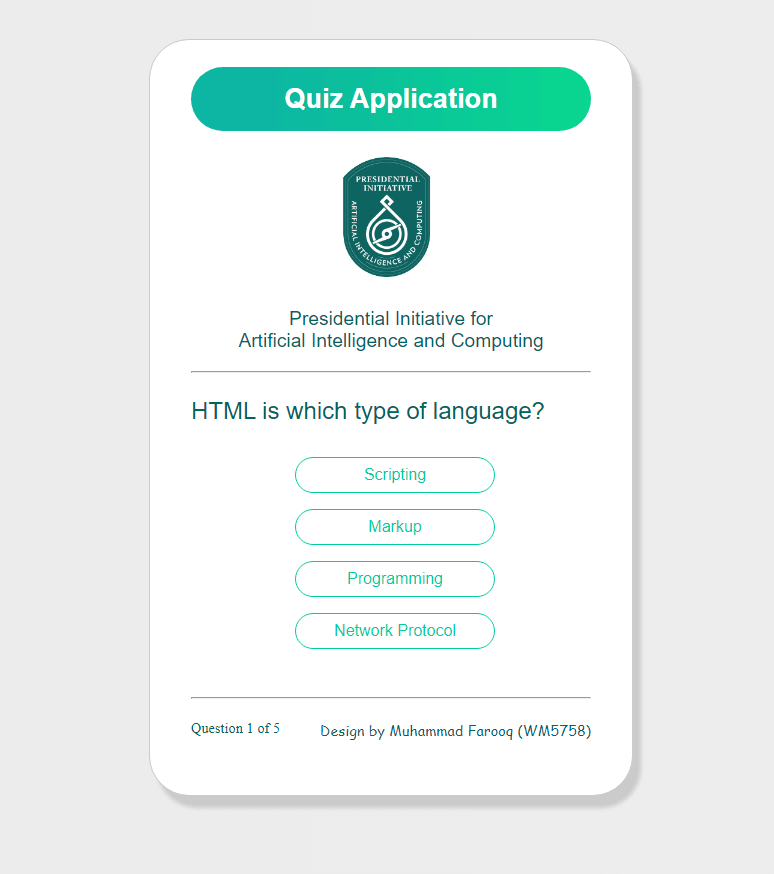 Quiz Application
PRESIDENTIAL
INITIATIVE
ARTIFICIAL INTELLIGENCE AND COMPUTING
Presidential Initiative for
Artificial Intelligence and Computing
HTML is which type of language?
Scripting
Markup
Programming
Network Protocol
Question 1 of 5
Design by Muhammad Farooq (WM5758)